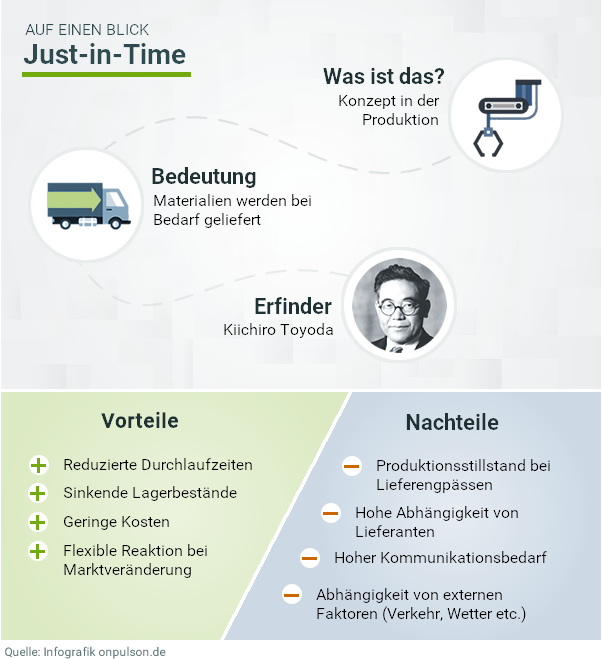 AUF EINEN BLICK
Just-in-Time
Was ist das?
Konzept in der
Produktion
Bedeutung
Materialien werden bei
Bedarf geliefert
Erfinder
Kiichiro Toyoda
Vorteile
Reduzierte Durchlaufzeiten
Sinkende Lagerbestände
Geringe Kosten
Flexible Reaktion bei
Marktveränderung
Nachteile
Produktionsstillstand bei
Lieferengpässen
Hohe Abhängigkeit von
Lieferanten
Hoher Kommunikationsbedarf
Abhängigkeit von externen
Faktoren (Verkehr, Wetter etc.)
Quelle: Infografik onpulson.de